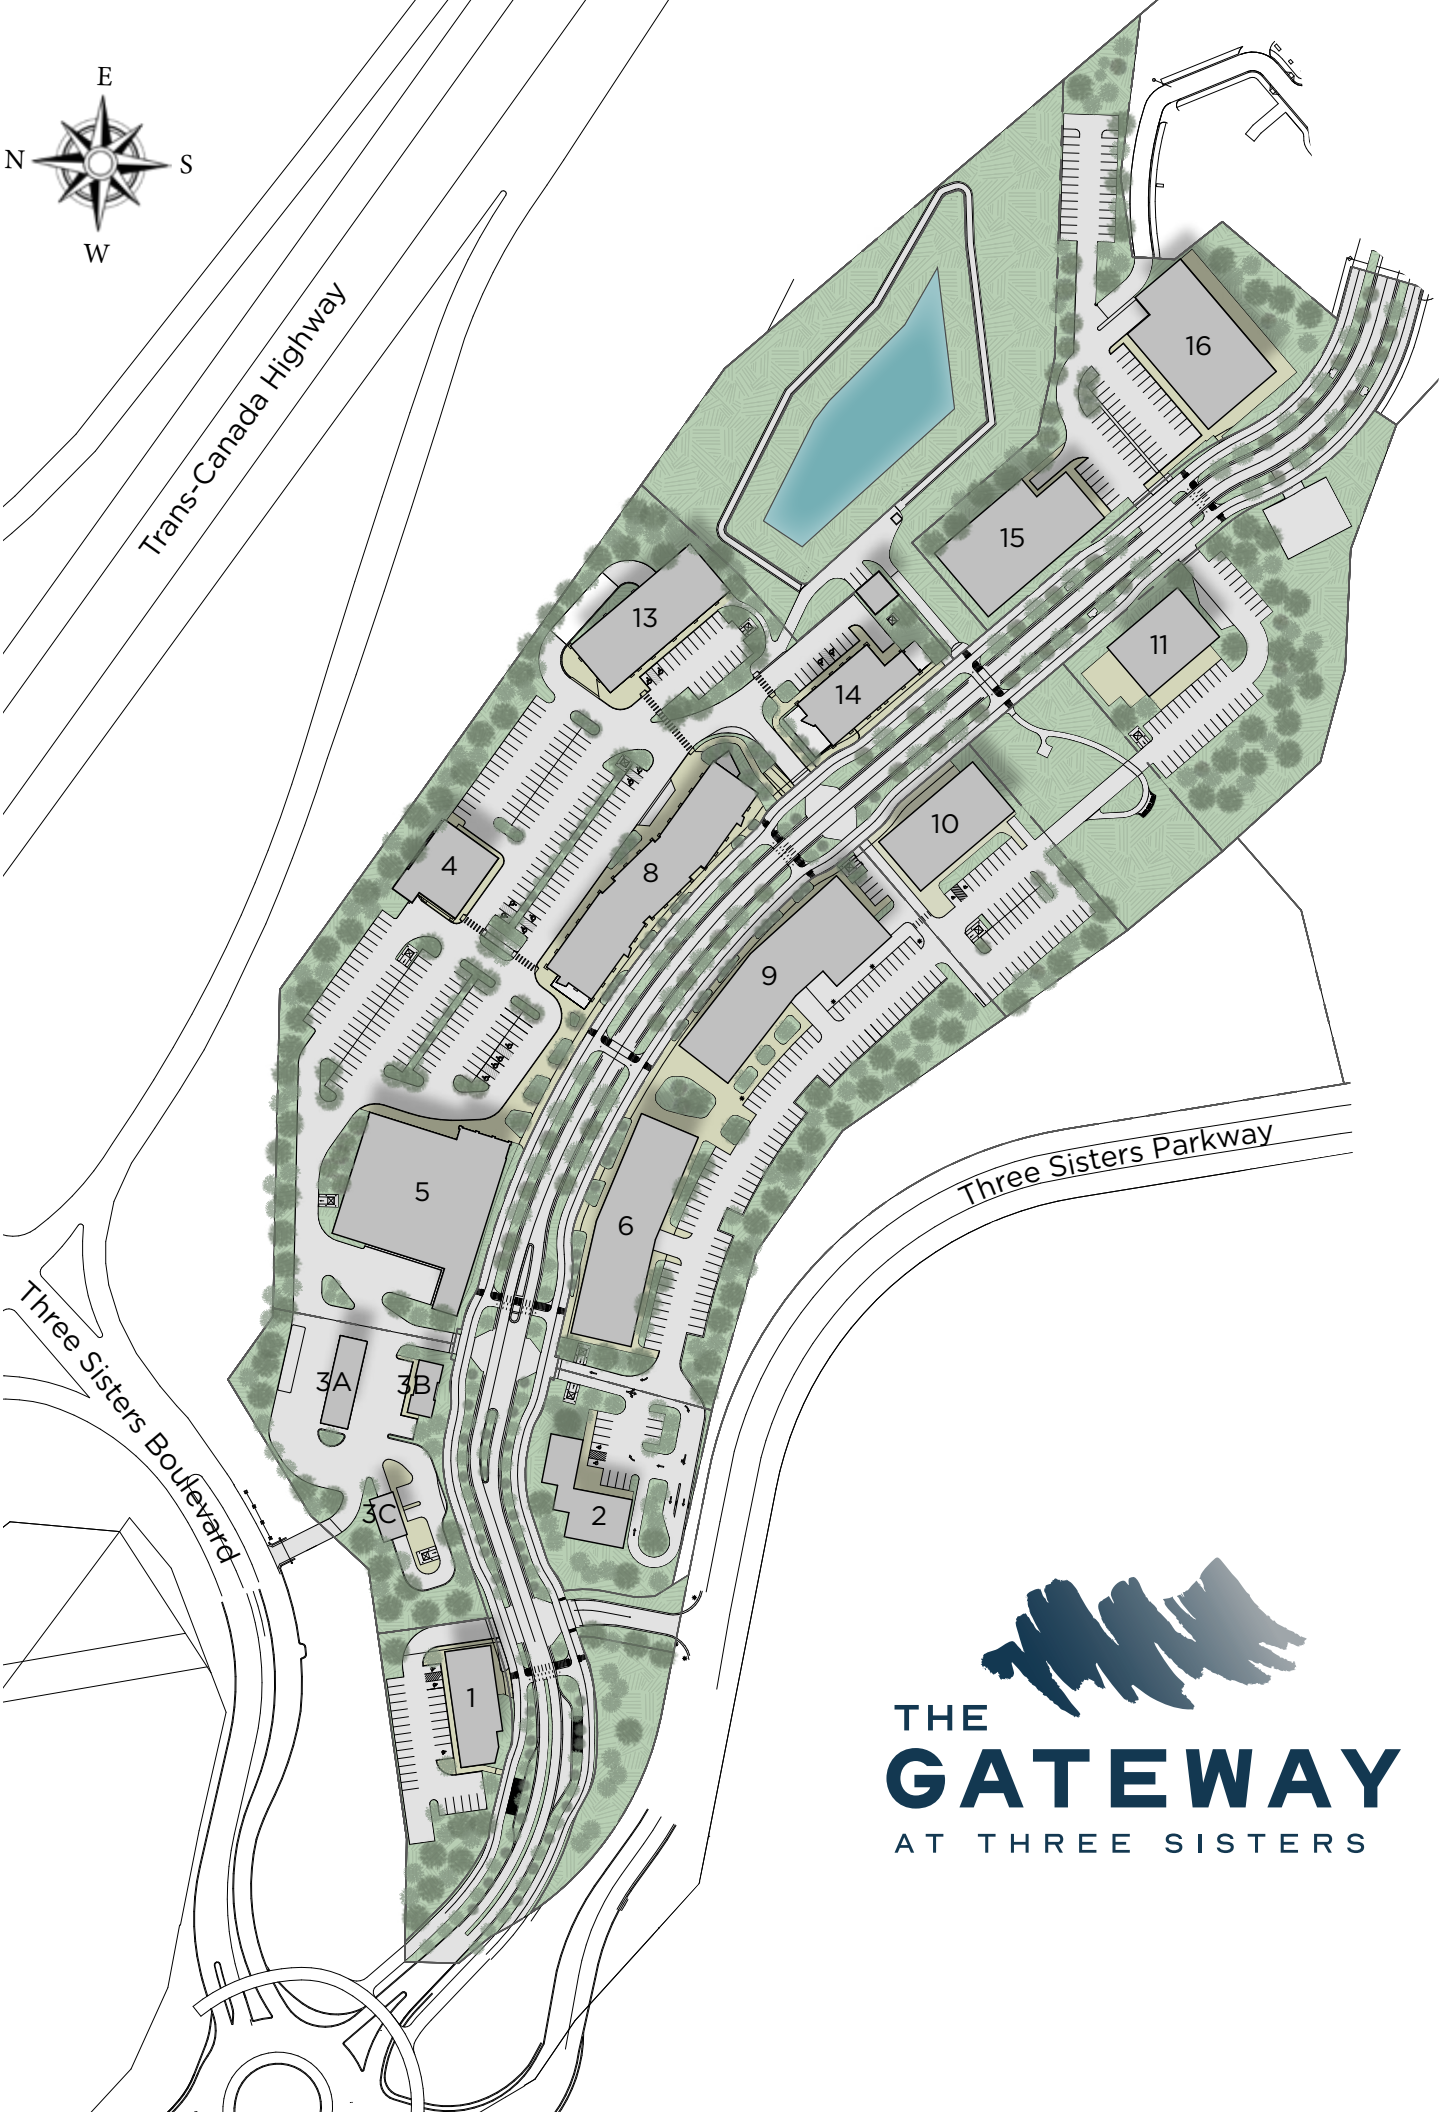 E
N
S
W
Trans-Canada Highway
16
15
13
11
14
10
4
8
9
5
Three Sisters Parkway
6
Three Sisters Boulevard
3A
3B
3C
2
1
THE
GATEWAY
AT THREE SISTERS